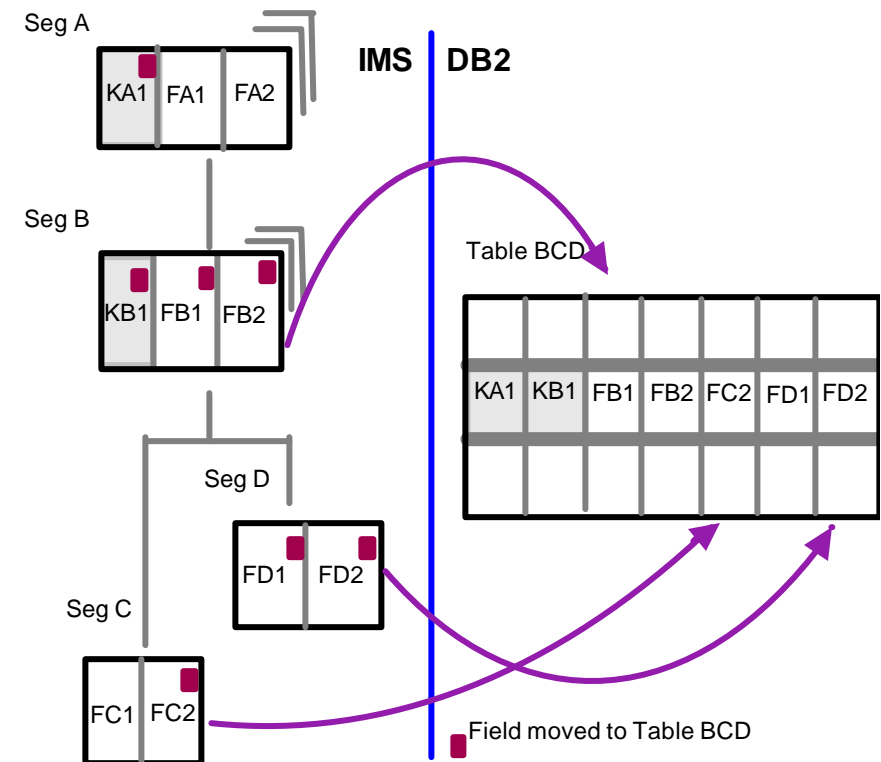 Seg A
IMS DB2
KA1 FA1 FA2
Seg B
Table BCD
KB1 FB1 FB2
KA1 KB1 FB1 FB2 FC2 FD1 FD2
Seg D
FD1 FD2
Seg C
FC1 FC2
Field moved to Table BCD